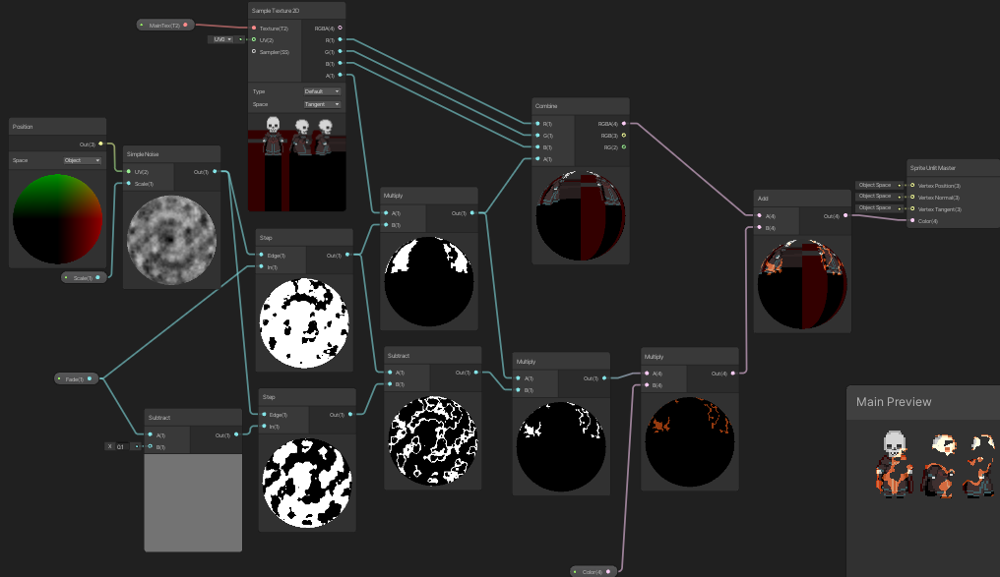 Sample Texture 2D
MainTex(T2)
Texture(T2)
RGBA(4)
UV0
UV(2)
R(1)
Sampler(SS)
G(1)
B(1)
A(1)
Type
Default
Space
Tangent
Combine
R(1)
RGBA(4)
G(1)
RGB(3)
B(1)
RG(2)
A(1)
Position
Out(3)
Space
Object
Simple Noise
UV(2)
Out(1)
Scale(1)
Scale(1)
Multiply
A(1)
Out(1)
B(1)
Sprite Unlit Master
Object Space
Vertex Position(3)
Object Space
Vertex Normal(3)
Object Space
Vertex Tangent(3)
Color(4)
Add
A(4)
Out(4)
B(4)
Step
Edge(1)
Out(1)
In(1)
Fade(1)
Subtract
A(1)
Out(1)
B(1)
Multiply
A(1)
Out(1)
B(1)
Multiply
A(4)
Out(4)
B(4)
Step
Edge(1)
Out(1)
In(1)
Subtract
A(1)
Out(1)
X 0.1
B(1)
Main Preview
Color(4)